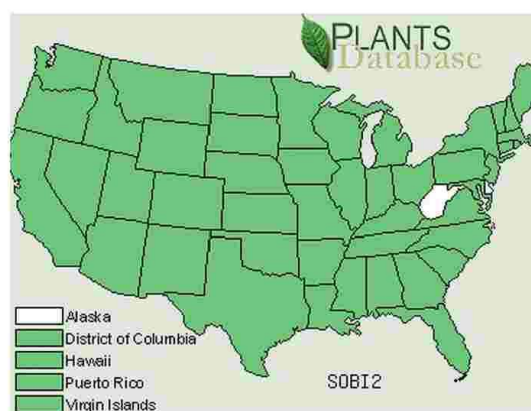 PLANTS
Database
Alaska
District of Columbia
Hawaii
Puerto Rico
Virgin Islands
SOBI2